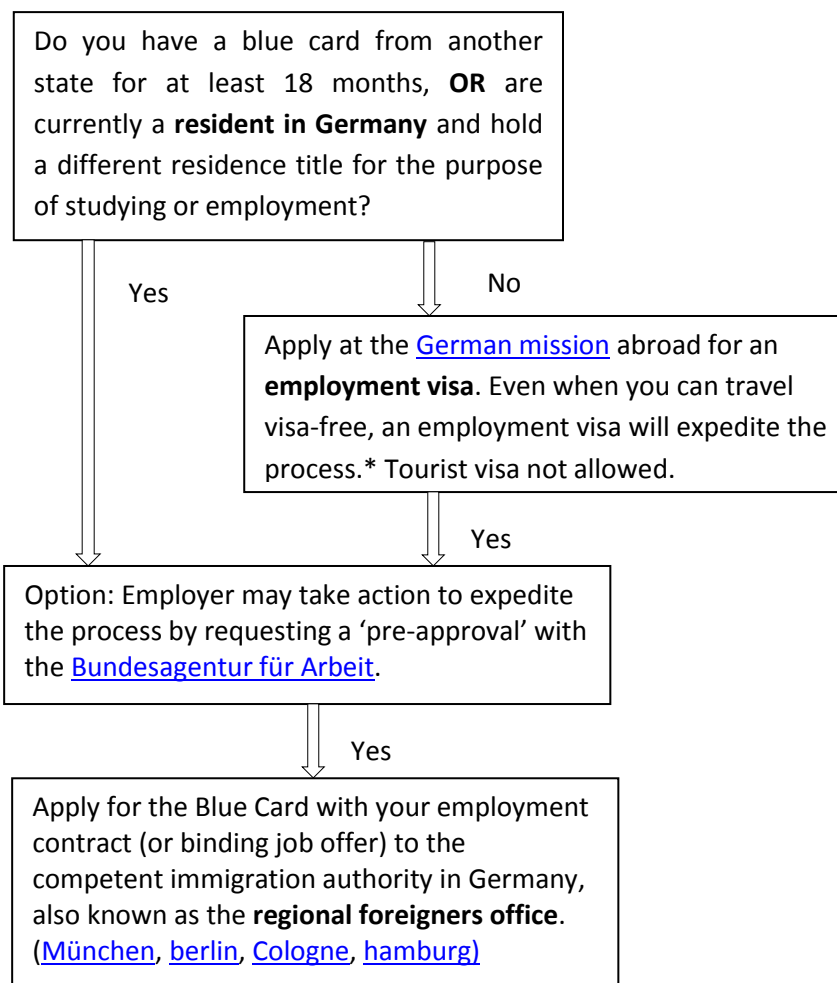 Do you have a blue card from another
state for at least 18 months, OR are
currently a resident in Germany and hold
a different residence title for the purpose
of studying or employment?
Yes
No
Apply at the German mission abroad for an
employment visa. Even when you can travel
visa-free, an employment visa will expedite the
process.* Tourist visa not allowed.
Yes
Option: Employer may take action to expedite
the process by requesting a ‘pre-approval’ with
the Bundesagentur für Arbeit.
Yes
Apply for the Blue Card with your employment
contract (or binding job offer) to the
competent immigration authority in Germany,
also known as the regional foreigners office.
(München, berlin, Cologne, hamburg)